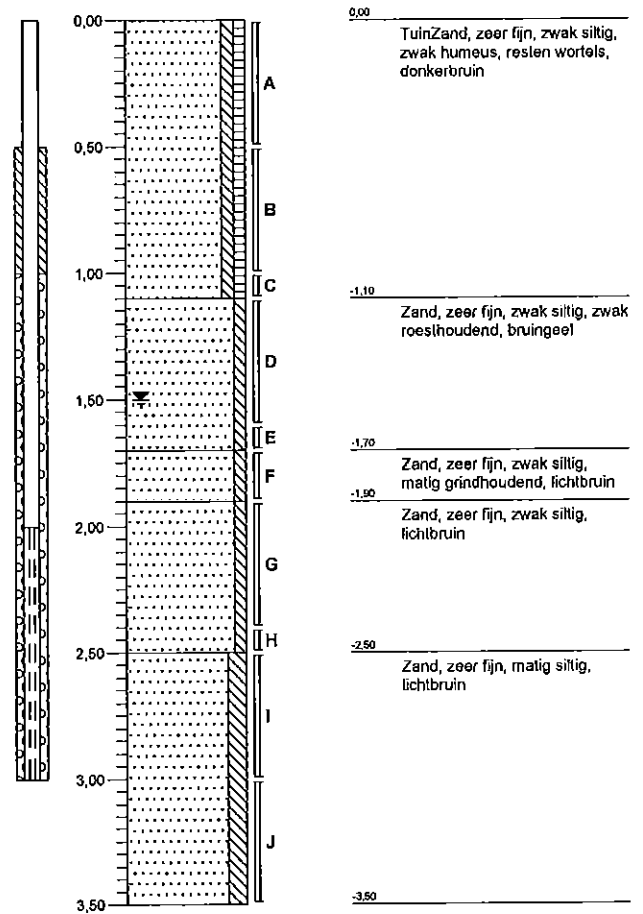 0,00
A
0,50
B
1,00
C
D
1,50
E
F
2,00
G
H
2,50
I
3,00
J
3,50
0,00
TuinZand, zeer fijn, zwak siltig,
zwak humeus, resten wortels,
donkerbruin
-1,10
Zand, zeer fijn, zwak siltig, zwak
roesthoudend, bruingeel
-1,70
Zand, zeer fijn, zwak siltig,
matig grindhoudend, lichtbruin
-1,90
Zand, zeer fijn, zwak siltig,
lichtbruin
-2,50
Zand, zeer fijn, matig siltig,
lichtbruin
-3,50